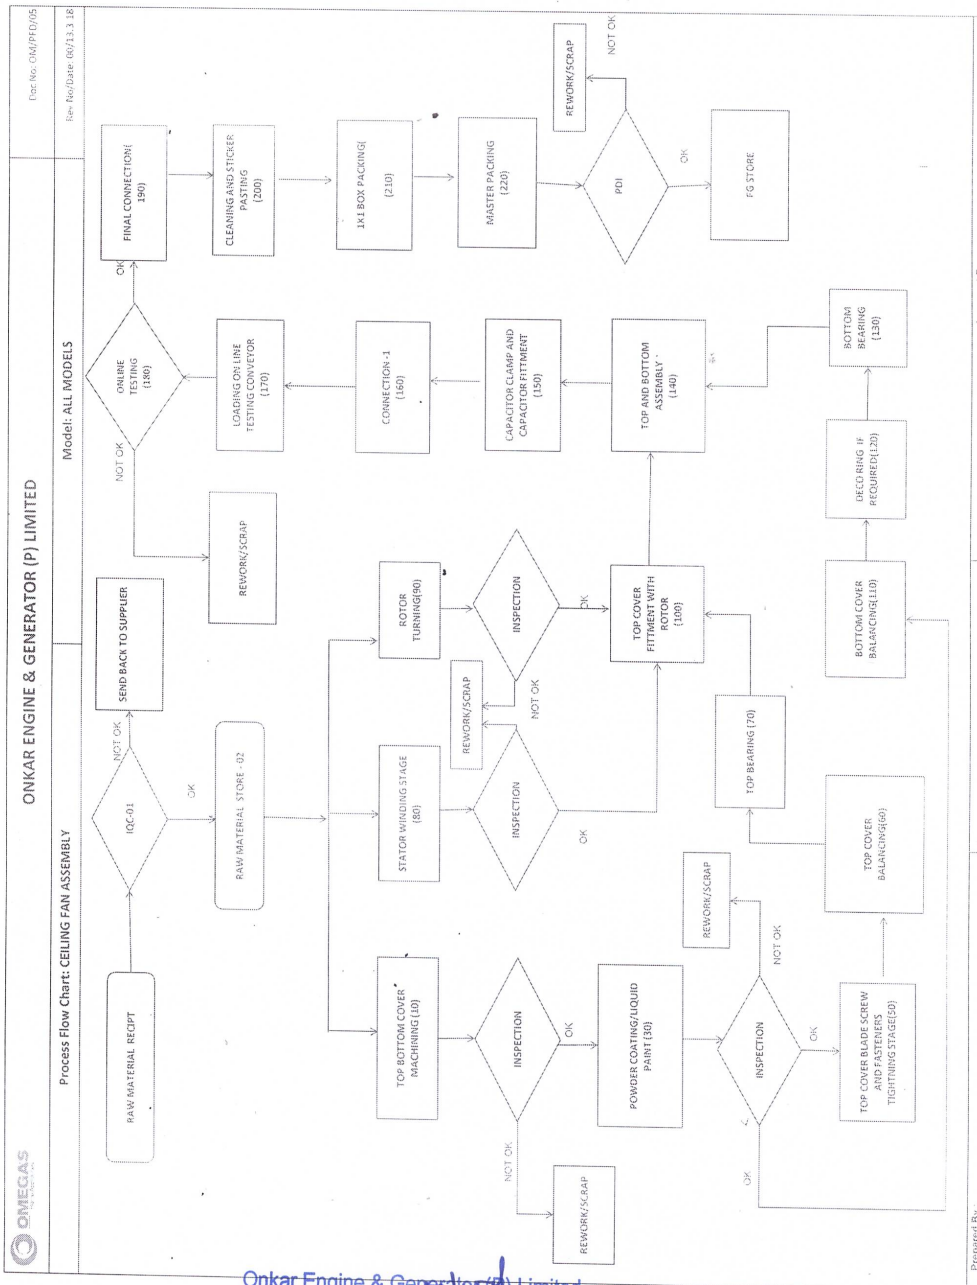 OMEGAS
ONKAR ENGINE & GENERATOR (P) LIMITED
Doc No: OM/PFD/05
Process Flow Chart: CEILING FAN ASSEMBLY
Model: ALL MODELS
Rev No/Date: 00/13.3.18
RAW MATERIAL RECIPT
IQC-01
NOT OK
SEND BACK TO SUPPLIER
OK
RAW MATERIAL STORE - 02
TOP BOTTOM COVER
MACHINING (10)
INSPECTION
NOT OK
REWORK/SCRAP
OK
POWDER COATING/LIQUID
PAINT (30)
INSPECTION
NOT OK
REWORK/SCRAP
OK
OK
TOP COVER BLADE SCREW
AND FASTENERS
TIGHTNING STAGE(50)
TOP COVER
BALANCING(60)
TOP BEARING (70)
STATOR WINDING STAGE
(80)
INSPECTION
OK
REWORK/SCRAP
NOT OK
ROTOR
TURNING(90)
INSPECTION
OK
TOP COVER
FITTMENT WITH
ROTOR
(100)
BOTTOM COVER
BALANCING(110)
DECO RING IF
REQUIRED(120)
BOTTOM
BEARING
(130)
TOP AND BOTTOM
ASSEMBLY
(140)
CAPACITOR CLAMP AND
CAPACITOR FITTMENT
(150)
CONNECTION -1
(160)
LOADING ON LINE
TESTING CONVEYOR
(170)
ONLINE
TESTING
(180)
NOT OK
REWORK/SCRAP
OK
FINAL CONNECTION(
190)
CLEANING AND STICKER
PASTING
(200)
1X1 BOX PACKING(
(210)
MASTER PACKING
(220)
PDI
REWORK/SCRAP
NOT OK
OK
FG STORE
Prepared By
Onkar Engine & Generator (P) Limited